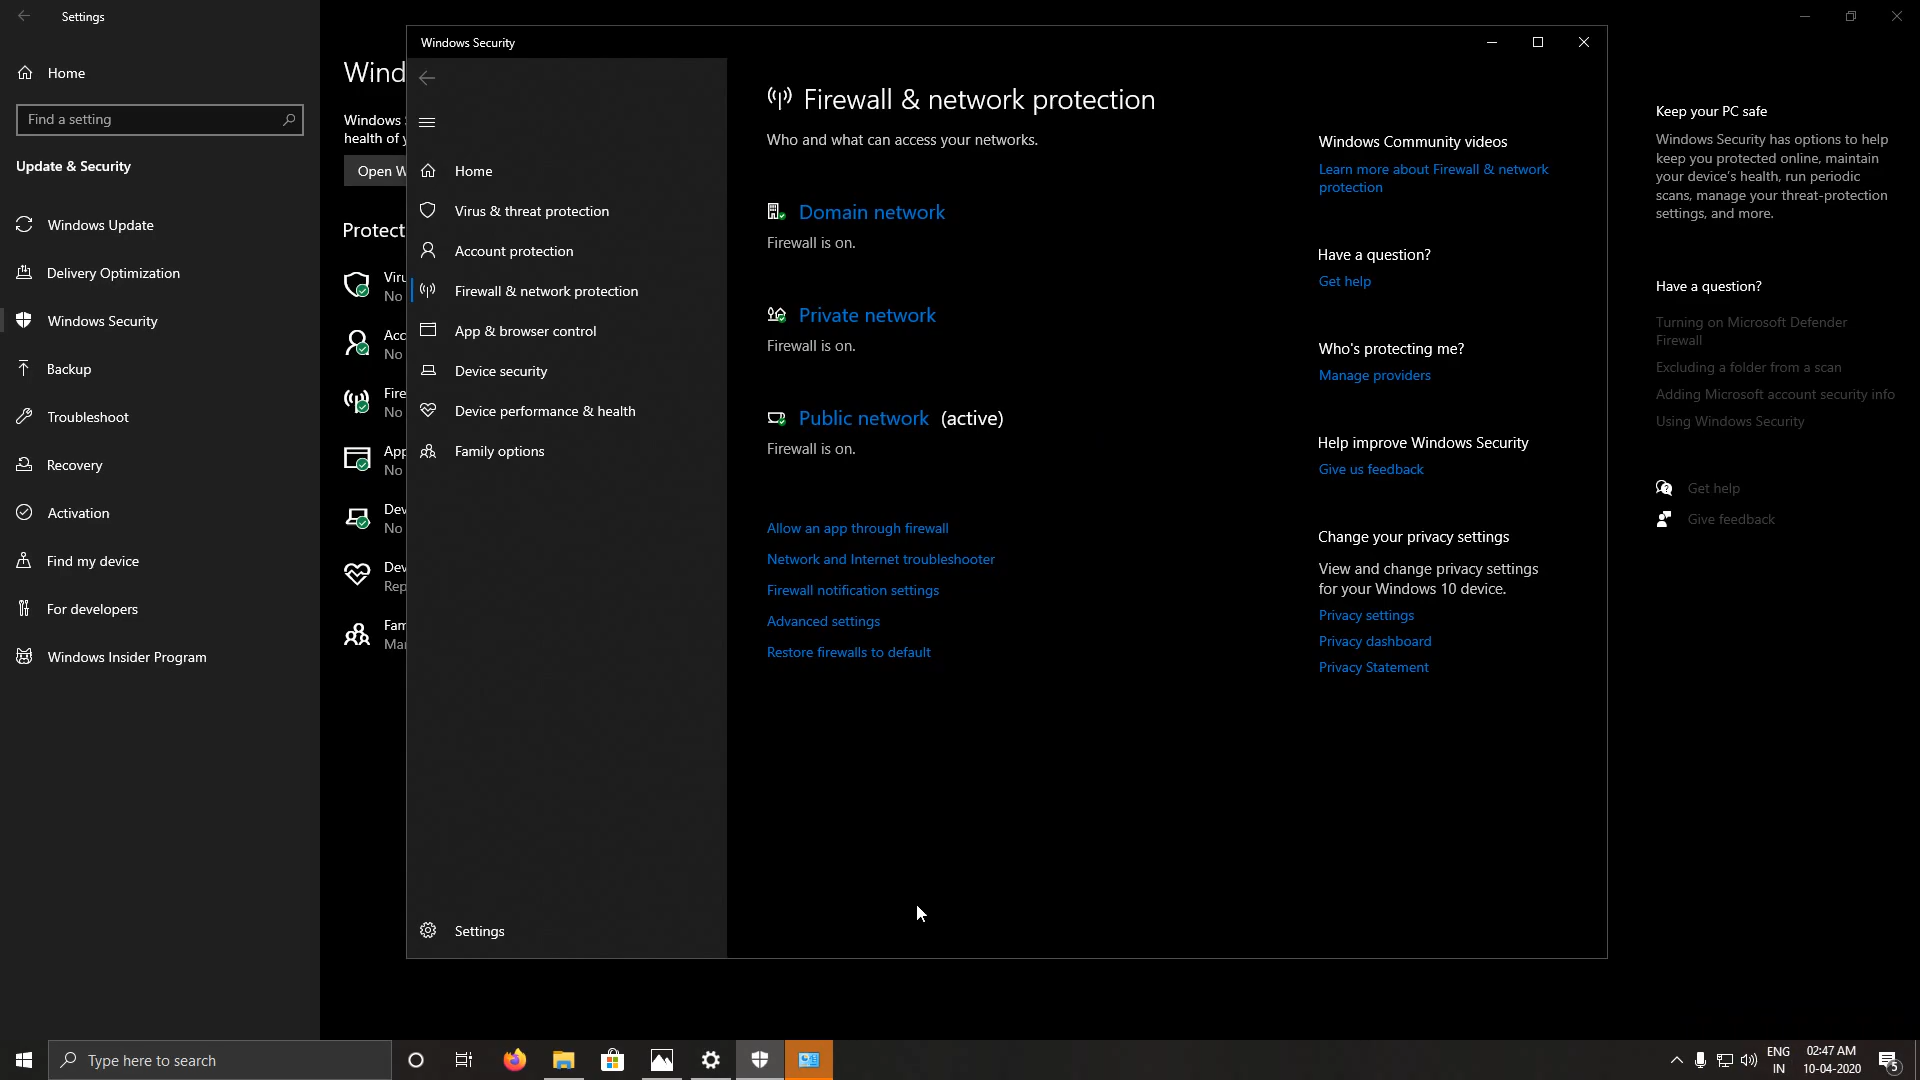 Settings
Home
Find a setting
Update & Security
Windows Update
Delivery Optimization
Windows Security
Backup
Troubleshoot
Recovery
Activation
Find my device
For developers
Windows Insider Program
Wind
Windows S
health of y
Open W
Protect
Viru
No
Acc
No
Fire
No
App
No
Dev
No
Dev
Rep
Fam
Man
Windows Security
Home
Virus & threat protection
Account protection
Firewall & network protection
App & browser control
Device security
Device performance & health
Family options
Settings
Firewall & network protection
Who and what can access your networks.
Domain network
Firewall is on.
Private network
Firewall is on.
Public network (active)
Firewall is on.
Allow an app through firewall
Network and Internet troubleshooter
Firewall notification settings
Advanced settings
Restore firewalls to default
Windows Community videos
Learn more about Firewall & network
protection
Have a question?
Get help
Who's protecting me?
Manage providers
Help improve Windows Security
Give us feedback
Change your privacy settings
View and change privacy settings
for your Windows 10 device.
Privacy settings
Privacy dashboard
Privacy Statement
Keep your PC safe
Windows Security has options to help
keep you protected online, maintain
your device's health, run periodic
scans, manage your threat-protection
settings, and more.
Have a question?
Turning on Microsoft Defender
Firewall
Excluding a folder from a scan
Adding Microsoft account security info
Using Windows Security
Get help
Give feedback
Type here to search
ENG
IN
02:47 AM
10-04-2020
5